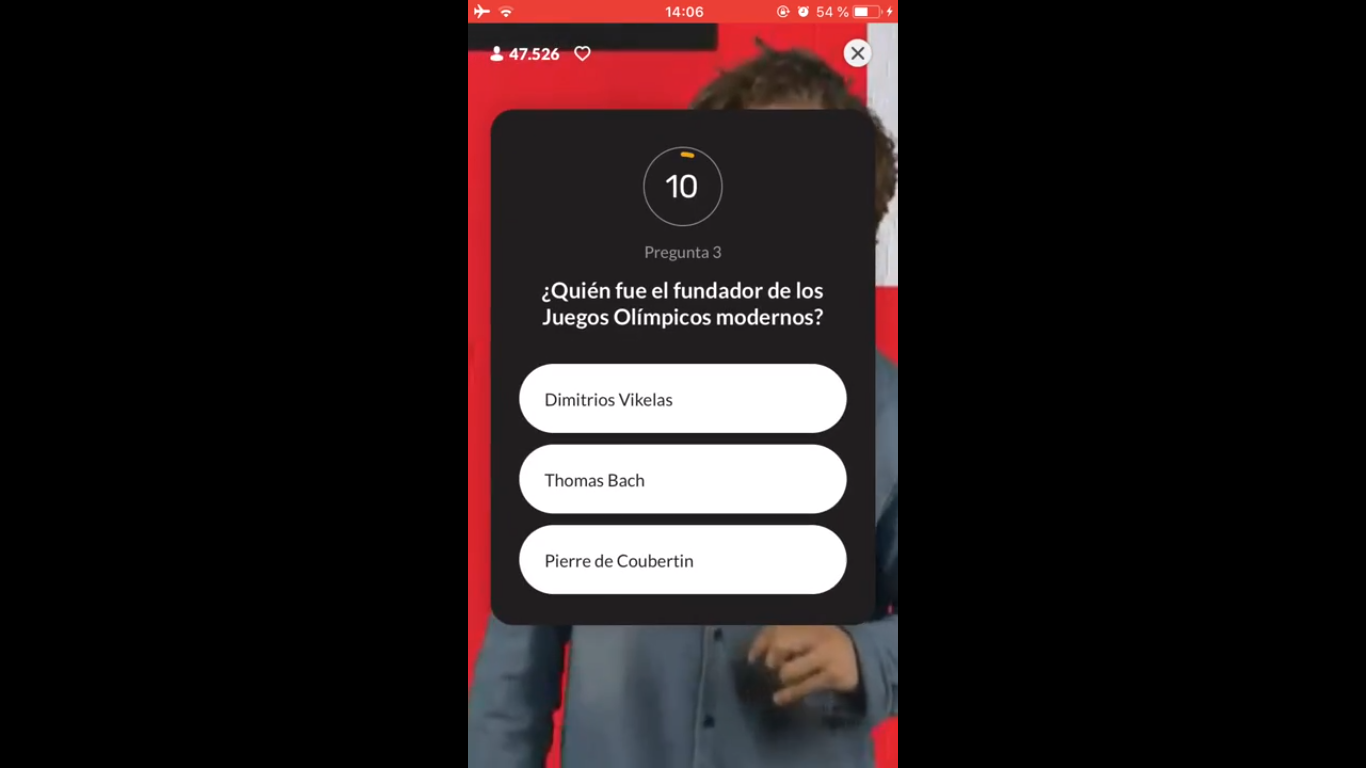 14:06
54 %
47.526
10
Pregunta 3
¿Quién fue el fundador de los
Juegos Olímpicos modernos?
Dimitrios Vikelas
Thomas Bach
Pierre de Coubertin